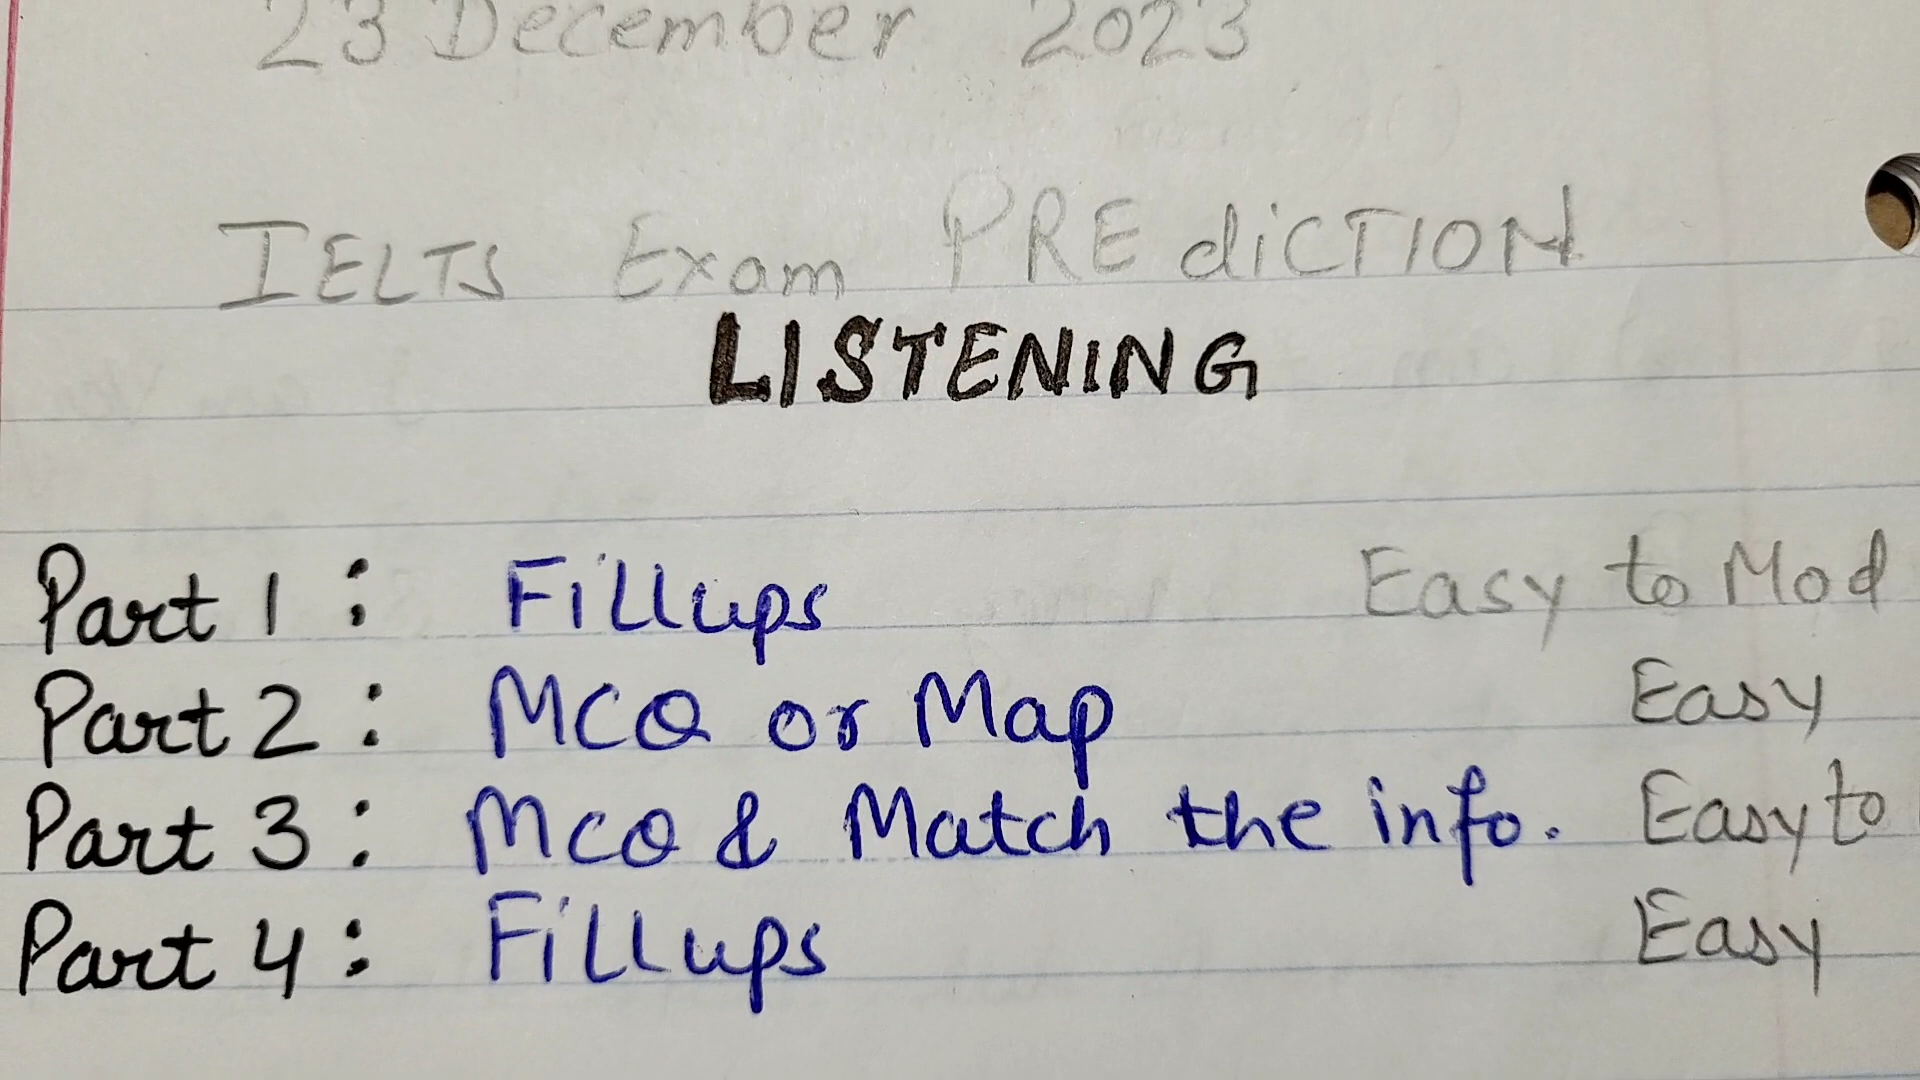 23 December 2023
IELTS Exam PREdiCTION
LISTENING
Part 1 : Fillups Easy to Mod
Part 2 : MCQ or Map Easy
Part 3 : McQ & Match the info. Easy to
Part 4 : Fillups Easy